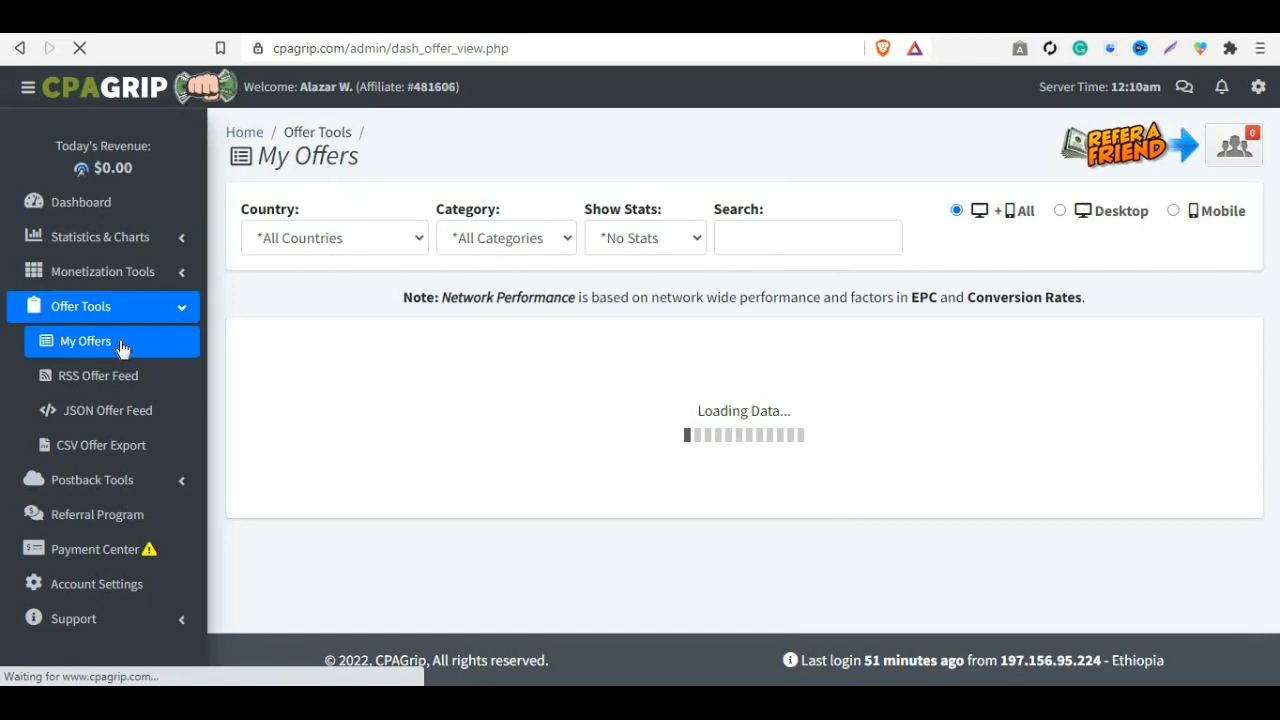 cpagrip.com/admin/dash_offer_view.php
CPAGRIP
Welcome: Alazar W. (Affiliate: #481606)
Server Time: 12:10am
Today's Revenue:
$0.00
Dashboard
Statistics & Charts
Monetization Tools
Offer Tools
My Offers
RSS Offer Feed
JSON Offer Feed
CSV Offer Export
Postback Tools
Referral Program
Payment Center
Account Settings
Support
Home / Offer Tools /
My Offers
REFER A
FRIEND
0
Country:
*All Countries
Category:
*All Categories
Show Stats:
*No Stats
Search:
+ All
Desktop
Mobile
Note: Network Performance is based on network wide performance and factors in EPC and Conversion Rates.
Loading Data...
© 2022, CPAGrip, All rights reserved.
Last login 51 minutes ago from 197.156.95.224 - Ethiopia
Waiting for www.cpagrip.com...